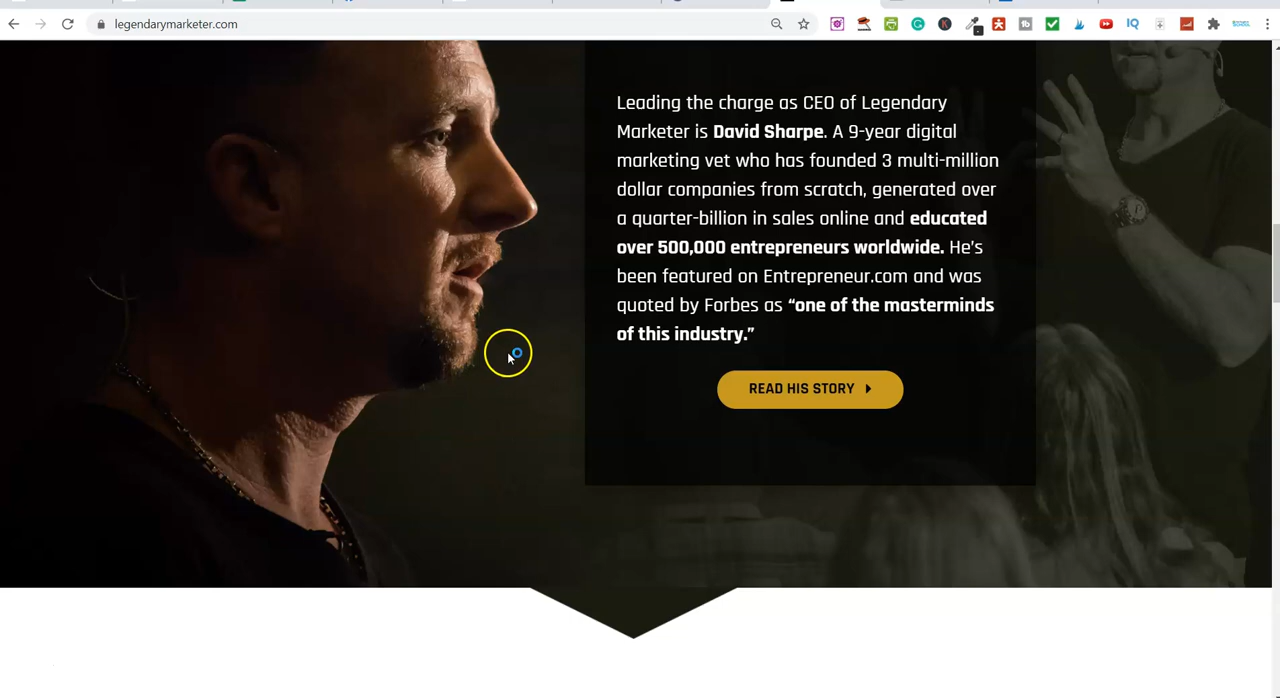 legendarymarketer.com
Leading the charge as CEO of Legendary
Marketer is David Sharpe. A 9-year digital
marketing vet who has founded 3 multi-million
dollar companies from scratch, generated over
a quarter-billion in sales online and educated
over 500,000 entrepreneurs worldwide. He's
been featured on Entrepreneur.com and was
quoted by Forbes as “one of the masterminds
of this industry.”
READ HIS STORY